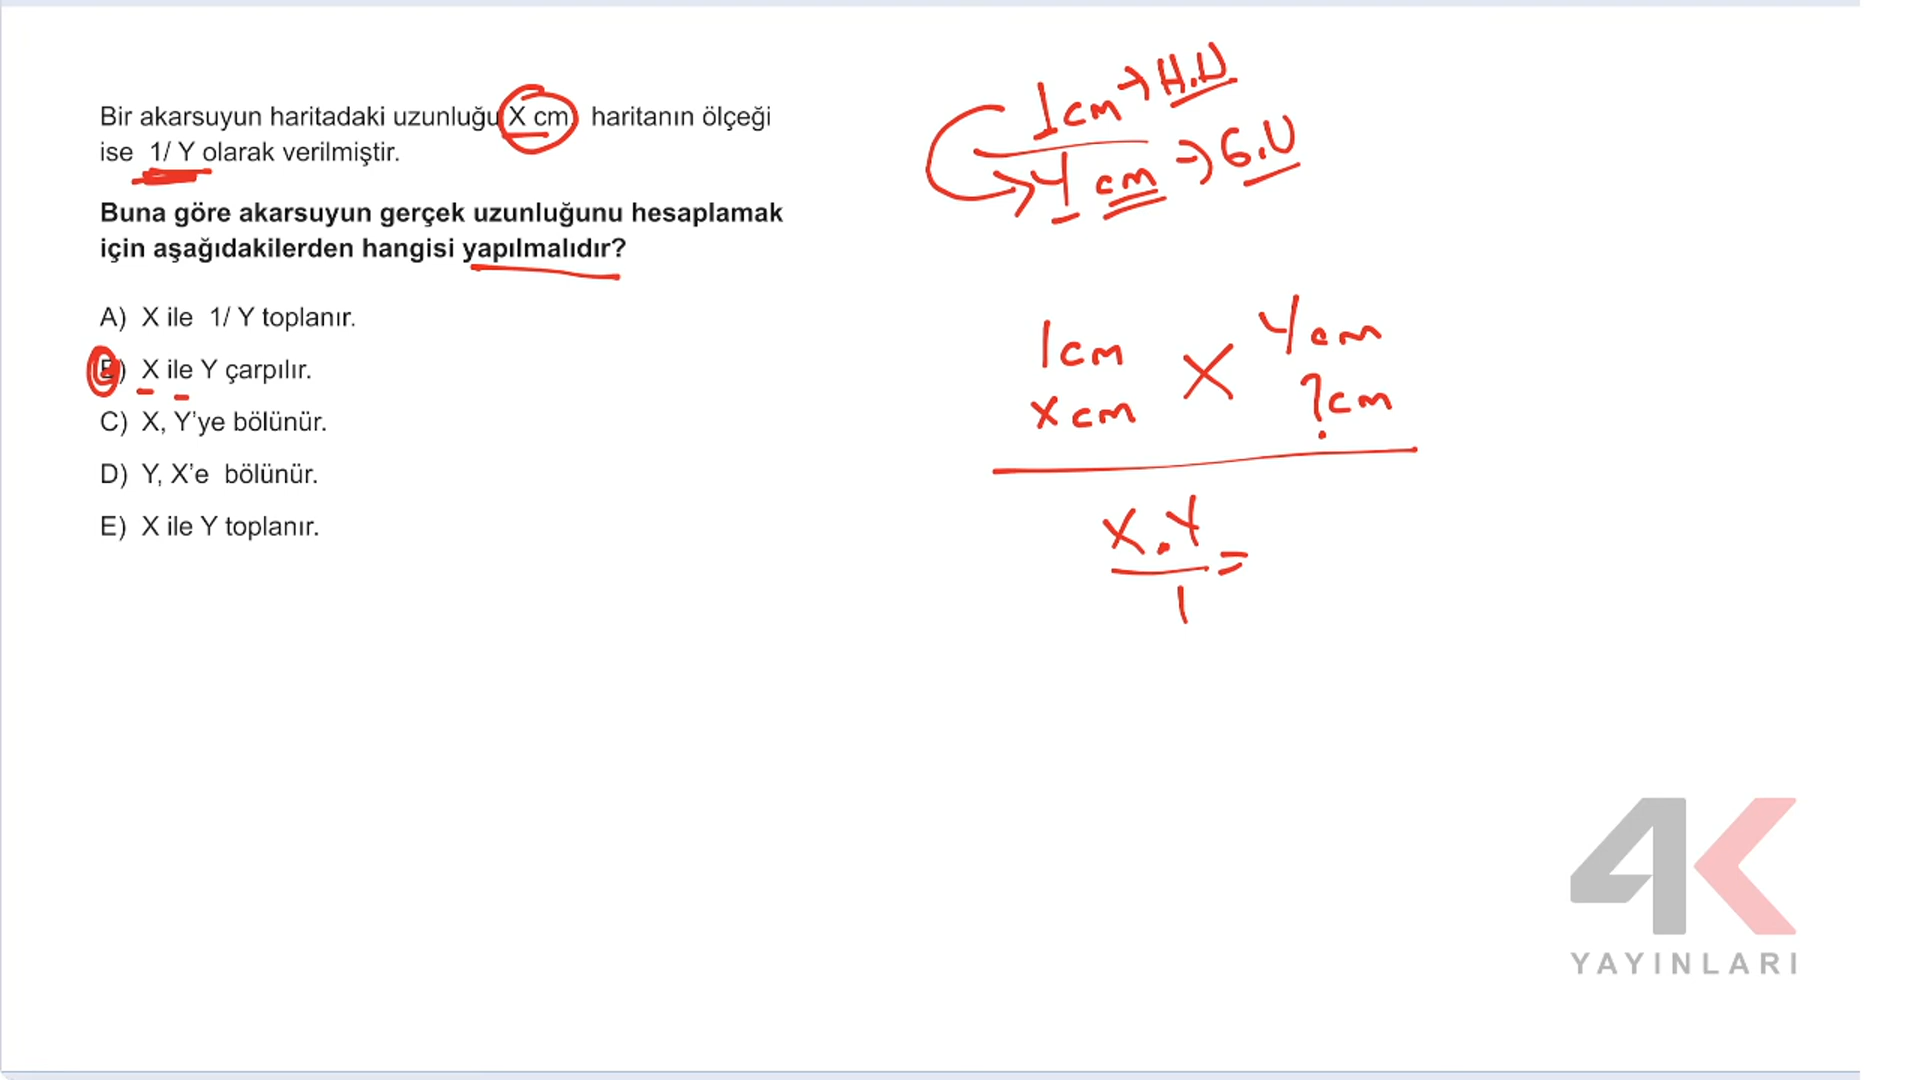 Bir akarsuyun haritadaki uzunluğu X cm, haritanın ölçeği
ise 1/ Y olarak verilmiştir.
Buna göre akarsuyun gerçek uzunluğunu hesaplamak
için aşağıdakilerden hangisi yapılmalıdır?
A) X ile 1/ Y toplanır.
B) X ile Y çarpılır.
C) X, Y'ye bölünür.
D) Y, X'e bölünür.
E) X ile Y toplanır.
1cm → H.U
Y cm → G.U
1cm Y cm
X
x cm ? cm
X.Y
=
1
4K
YAYINLARI